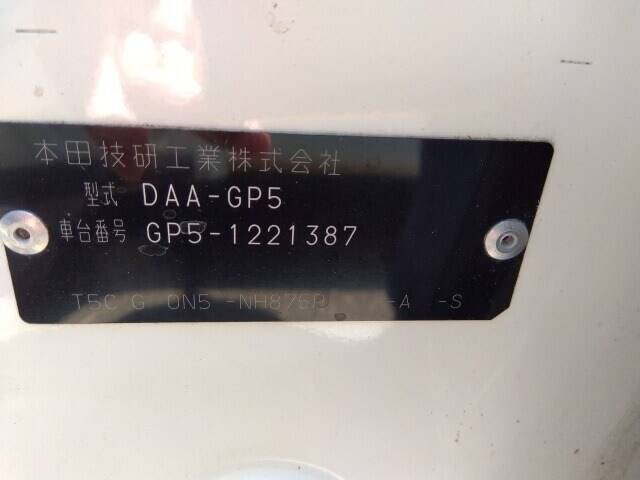 本田技研工業株式会社
型式 DAA-GP5
車台番号 GP5-1221387
T5C G ON5 -NH875P -A -S